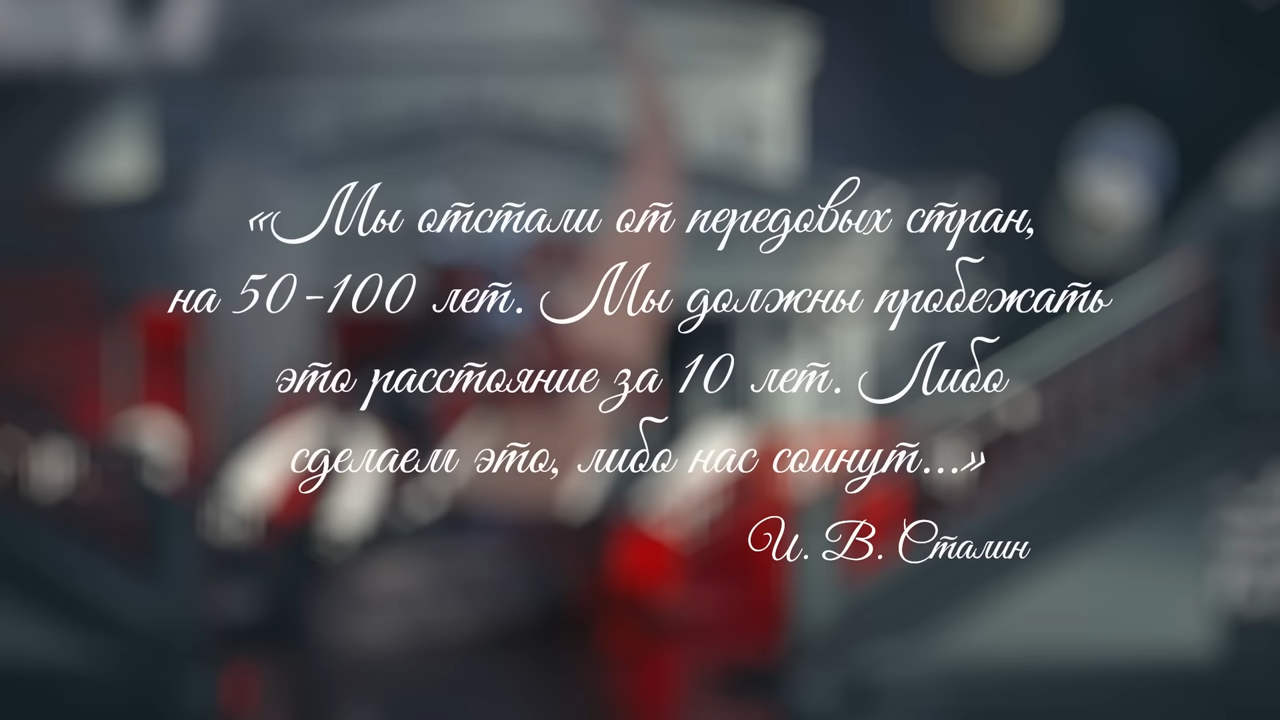 «Мы отстали от передовых стран,
на 50-100 лет. Мы должны пробежать
это расстояние за 10 лет. Либо
сделаем это, либо нас сомнут...»
И. В. Сталин